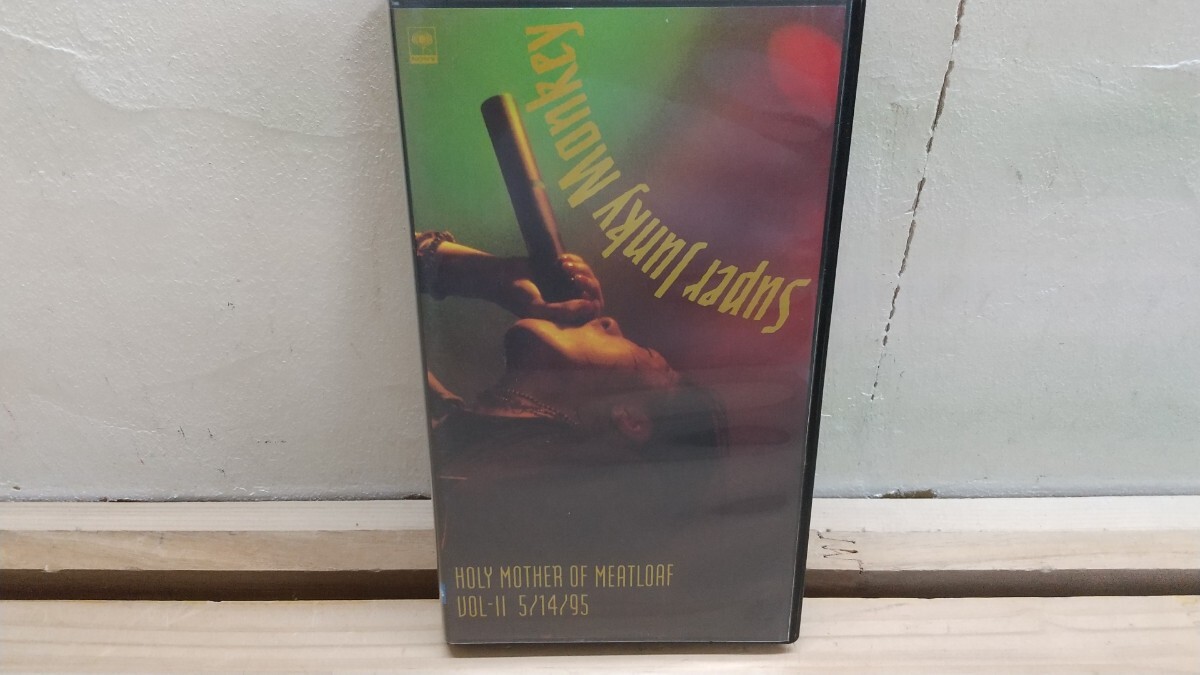 Super Junky Monkey
HOLY MOTHER OF MEATLOAF
VOL-II 5/14/95